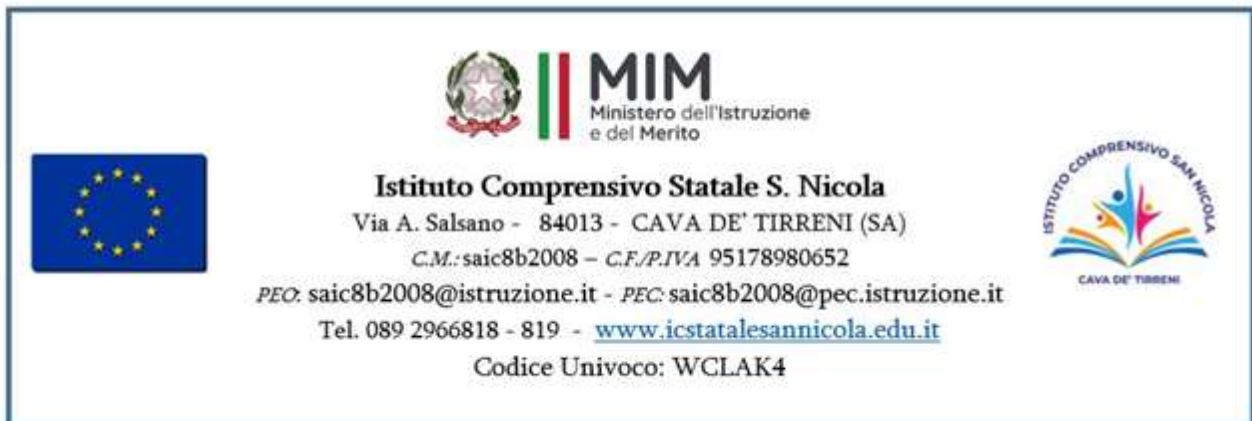 MIM
Ministero dell'Istruzione
e del Merito
Istituto Comprensivo Statale S. Nicola
Via A. Salsano - 84013 - CAVA DE' TIRRENI (SA)
C.M.: saic8b2008 – C.F./P.IVA 95178980652
PEO: saic8b2008@istruzione.it - PEC: saic8b2008@pec.istruzione.it
Tel. 089 2966818 - 819 - www.icstatalesannicola.edu.it
Codice Univoco: WCLAK4
ISTITUTO COMPRENSIVO SAN NICOLA
CAVA DE' TIRRENI